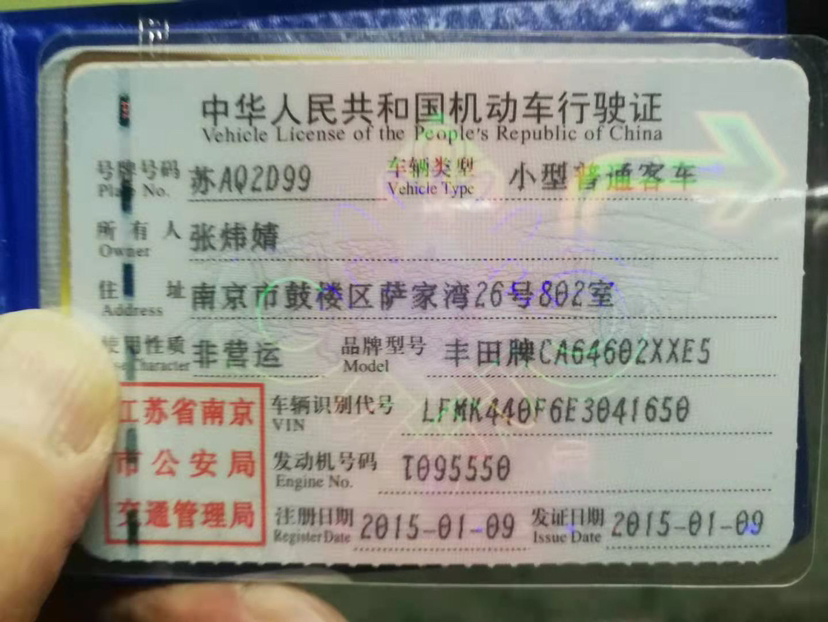 中华人民共和国机动车行驶证
Vehicle License of the People's Republic of China
号牌号码 苏AQ2D99 车辆类型 小型普通客车
Plate No. Vehicle Type
所有人 张炜婧
Owner
住址 南京市鼓楼区萨家湾26号802室
Address
使用性质 非营运 品牌型号 丰田牌CA64602XXE5
Character Model
江苏省南京 车辆识别代号 LFMK440F6E3041650
VIN
市公安局 发动机号码 T095550
Engine No.
交通管理局 注册日期 2015-01-09 发证日期 2015-01-09
Register Date Issue Date